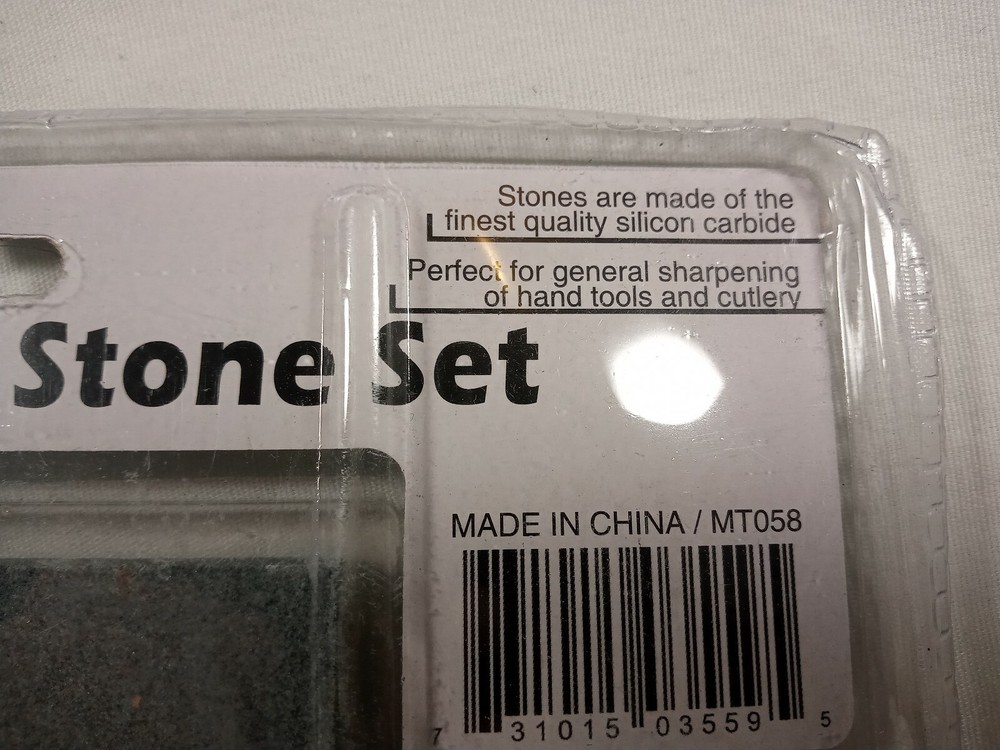 Stones are made of the
finest quality silicon carbide
Perfect for general sharpening
of hand tools and cutlery
Stone Set
MADE IN CHINA / MT058
7 31015 03559 5